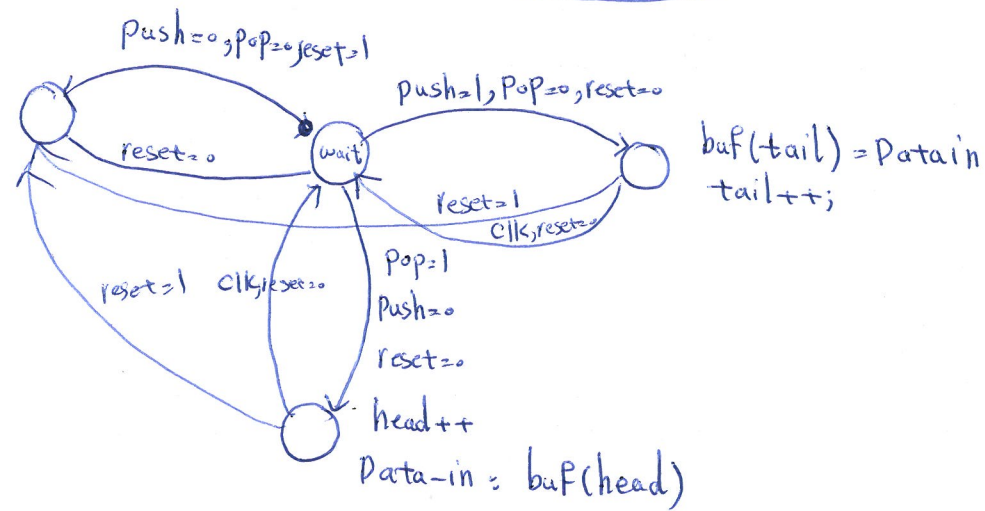 Push=0,pop=0,reset=1
Push=1,pop=0,reset=0
buf(tail) = Datain
tail++;
reset=0
wait
reset=1
Clk,reset=0
reset=1
Clk,reset=0
Pop=1
Push=0
reset=0
head++
Data-in = buf(head)